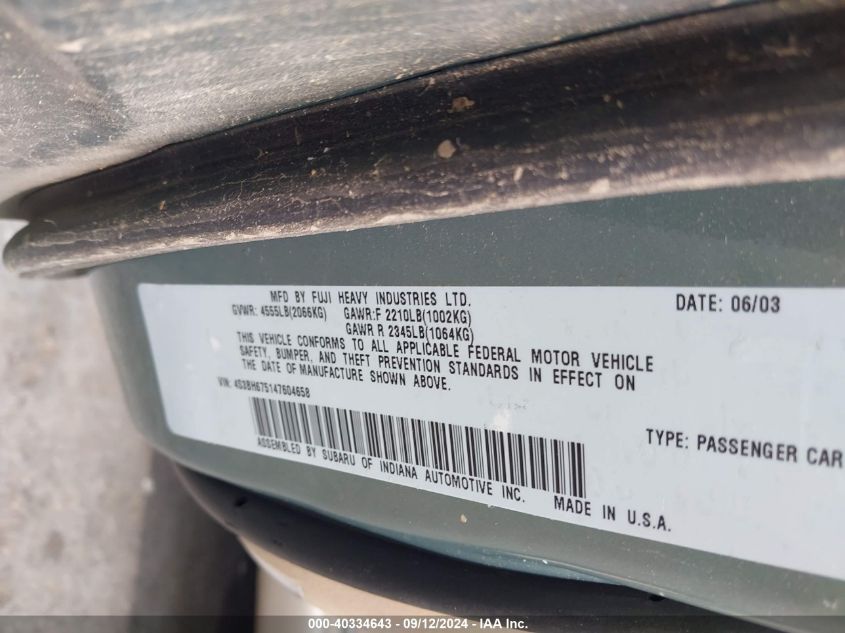 MFD BY FUJI HEAVY INDUSTRIES LTD.
DATE: 06/03
GVWR: 4555LB(2066KG) GAWR:F 2210LB(1002KG)
GAWR R 2345LB(1064KG)
THIS VEHICLE CONFORMS TO ALL APPLICABLE FEDERAL MOTOR VEHICLE
SAFETY, BUMPER, AND THEFT PREVENTION STANDARDS IN EFFECT ON
THE DATE OF MANUFACTURE SHOWN ABOVE.
VIN: 4S3BH675147604658
TYPE: PASSENGER CAR
ASSEMBLED BY SUBARU OF INDIANA AUTOMOTIVE INC.
MADE IN U.S.A.
000-40334643 - 09/12/2024 - IAA Inc.